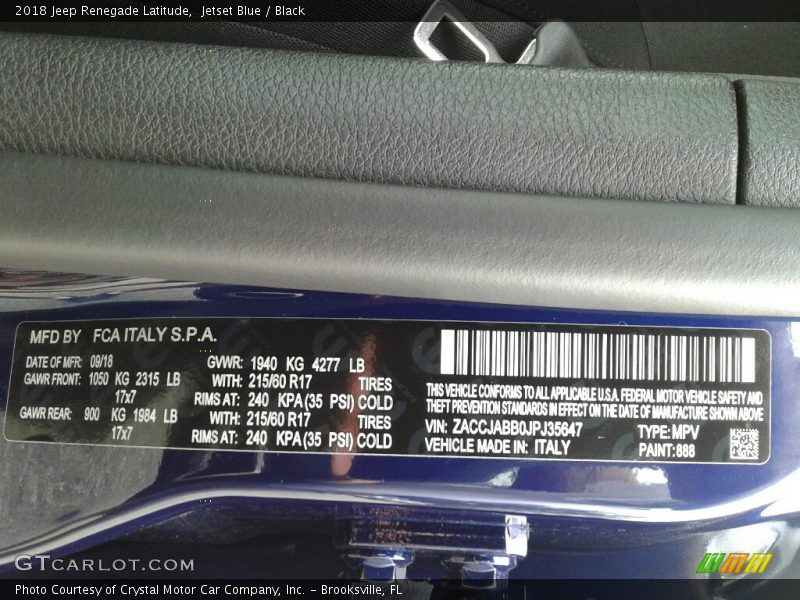 2018 Jeep Renegade Latitude,  Jetset Blue / Black
MFD BY FCA ITALY S.P.A.
DATE OF MFR: 09/18
GAWR FRONT: 1050 KG 2315 LB
17x7
GAWR REAR: 900 KG 1984 LB
17x7
GVWR: 1940 KG 4277 LB
WITH: 215/60 R17 TIRES
RIMS AT: 240 KPA(35 PSI) COLD
WITH: 215/60 R17 TIRES
RIMS AT: 240 KPA(35 PSI) COLD
THIS VEHICLE CONFORMS TO ALL APPLICABLE U.S.A. FEDERAL MOTOR VEHICLE SAFETY AND
THEFT PREVENTION STANDARDS IN EFFECT ON THE DATE OF MANUFACTURE SHOWN ABOVE
VIN: ZACCJABB0JPJ35647 TYPE: MPV
VEHICLE MADE IN: ITALY PAINT: 888
GTCARLOT.COM
Photo Courtesy of Crystal Motor Car Company, Inc. – Brooksville, FL